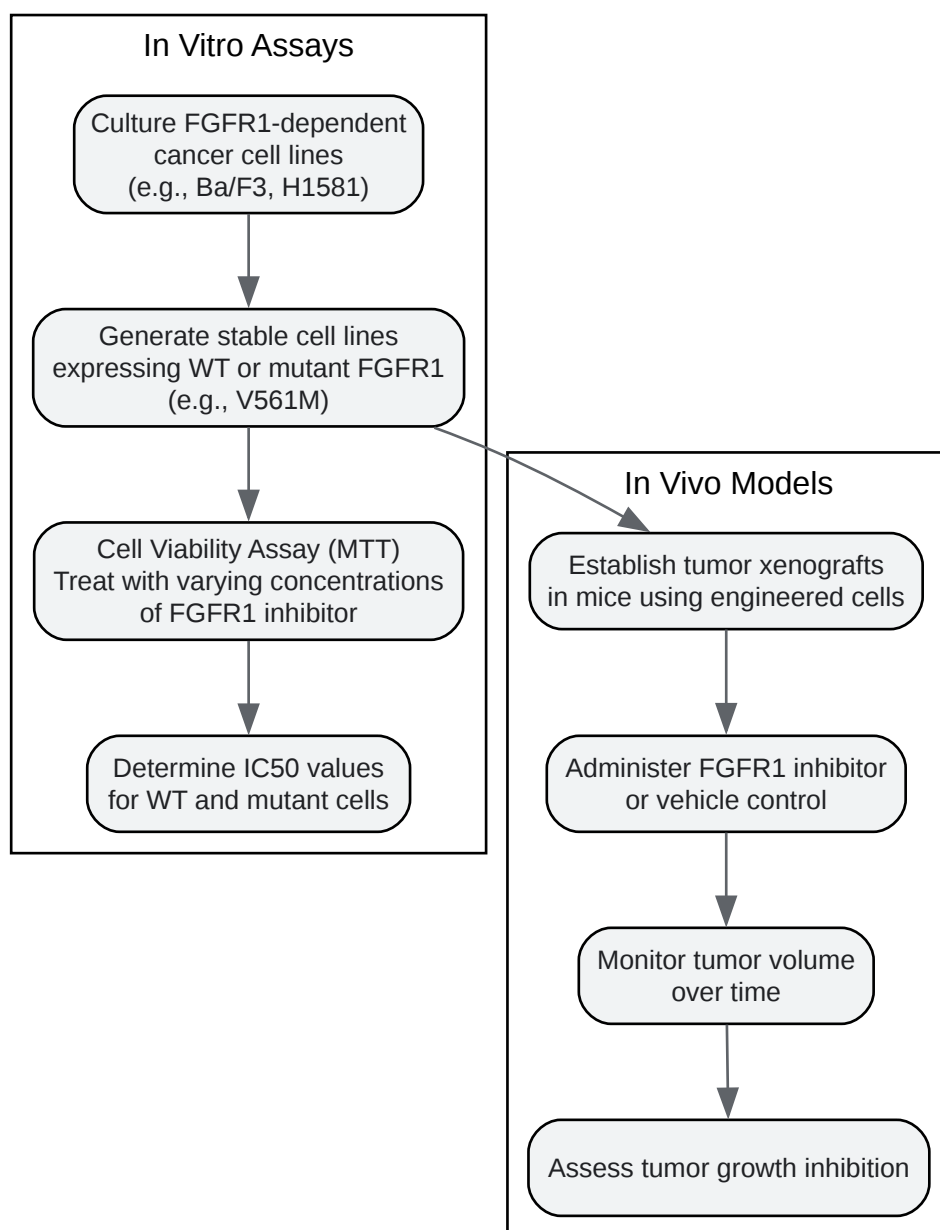 In Vitro Assays
Culture FGFR1-dependent
cancer cell lines
(e.g., Ba/F3, H1581)
Generate stable cell lines
expressing WT or mutant FGFR1
(e.g., V561M)
Cell Viability Assay (MTT)
Treat with varying concentrations
of FGFR1 inhibitor
Determine IC50 values
for WT and mutant cells
In Vivo Models
Establish tumor xenografts
in mice using engineered cells
Administer FGFR1 inhibitor
or vehicle control
Monitor tumor volume
over time
Assess tumor growth inhibition